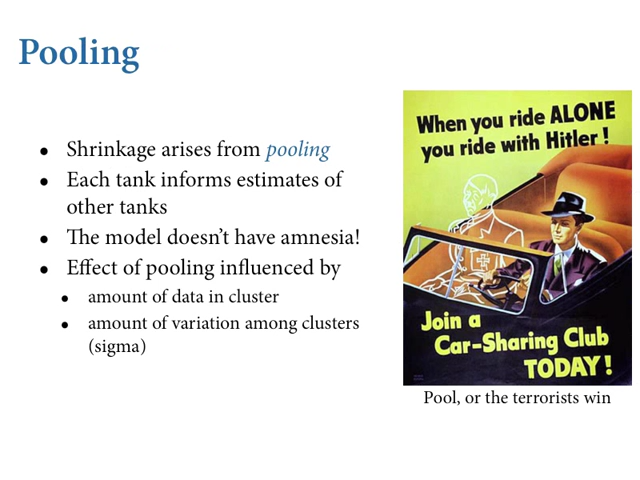 Pooling
• Shrinkage arises from pooling
• Each tank informs estimates of
other tanks
• The model doesn't have amnesia!
• Effect of pooling influenced by
• amount of data in cluster
• amount of variation among clusters
(sigma)
When you ride ALONE
you ride with Hitler!
Join a
Car-Sharing Club
TODAY!
Pool, or the terrorists win